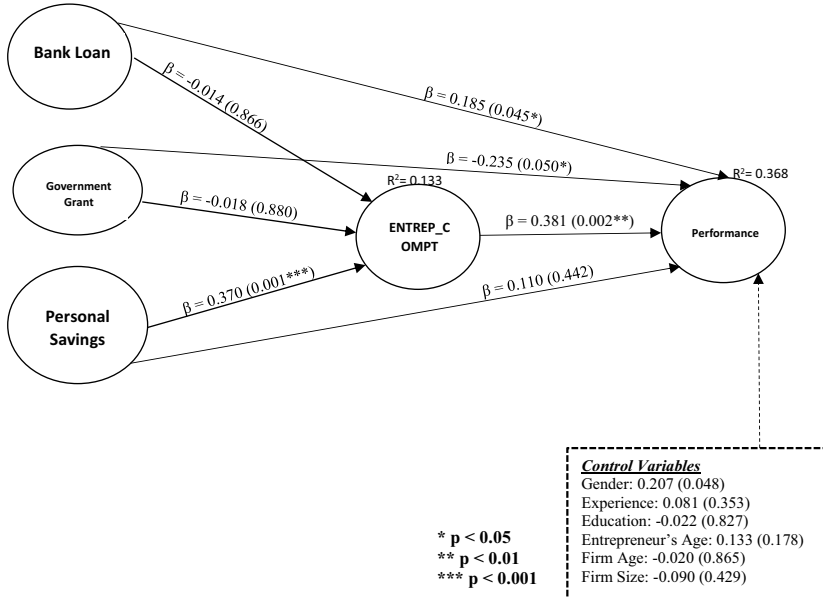 Bank Loan
β = -0.014 (0.866)
β = 0.185 (0.045*)
Government
Grant
β = -0.235 (0.050*)
β = -0.018 (0.880)
R²= 0.133
ENTREP_C
OMPT
β = 0.381 (0.002**)
R²= 0.368
Performance
Personal
Savings
β = 0.370 (0.001***)
β = 0.110 (0.442)
Control Variables
Gender: 0.207 (0.048)
Experience: 0.081 (0.353)
Education: -0.022 (0.827)
Entrepreneur's Age: 0.133 (0.178)
Firm Age: -0.020 (0.865)
Firm Size: -0.090 (0.429)
* p < 0.05
** p < 0.01
*** p < 0.001